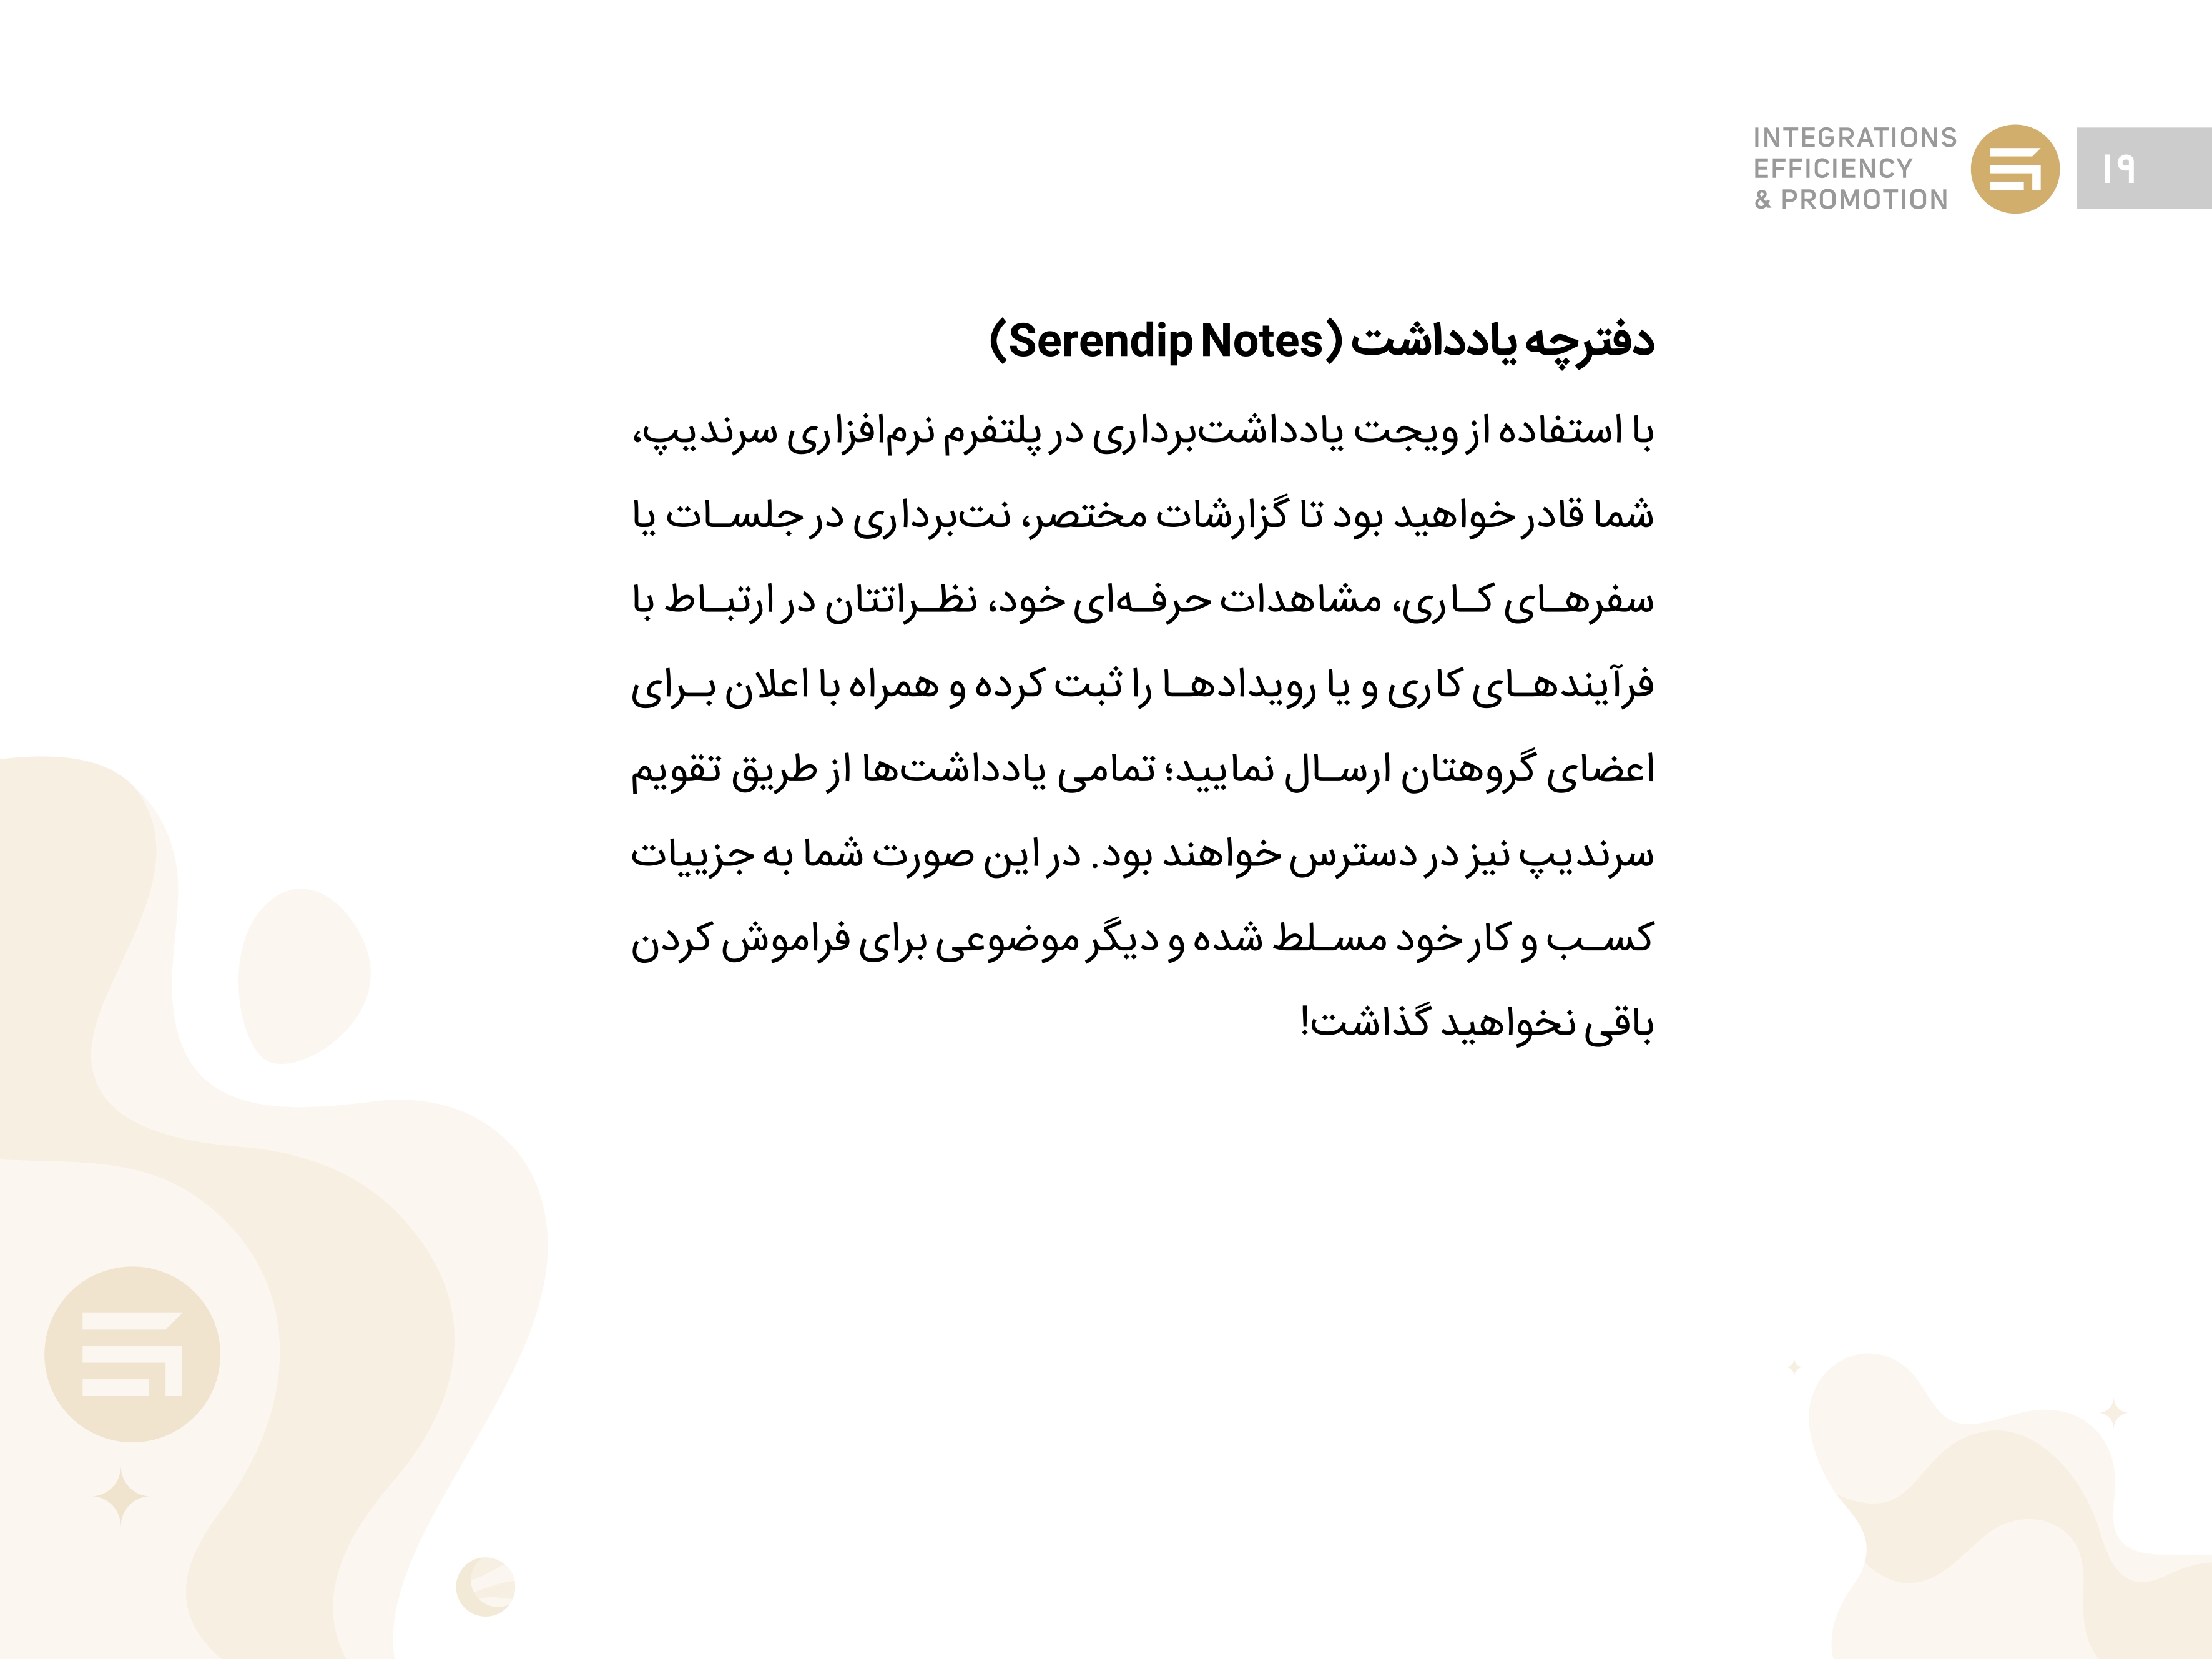 INTEGRATIONS
EFFICIENCY
& PROMOTION
۱۹
دفترچه یادداشت (Serendip Notes)
با استفاده از ویجت یادداشت‌برداری در پلتفرم نرم‌افزاری سرندیپ،
شما قادر خواهید بود تا گزارشات مختصر، نت‌برداری در جلسـات یا
سفرهـای کـاری، مشاهدات حرفـه‌ای خود، نظـراتتان در ارتبـاط با
فرآیندهـای کاری و یا رویدادهـا را ثبت کرده و همراه با اعلان بـرای
اعضای گروهتان ارسـال نمایید؛ تمامی یادداشت‌ها از طریق تقویم
سرندیپ نیز در دسترس خواهند بود. در این صورت شما به جزییات
کسـب و کار خود مسـلط شده و دیگر موضوعی برای فراموش کردن
باقی نخواهید گذاشت!